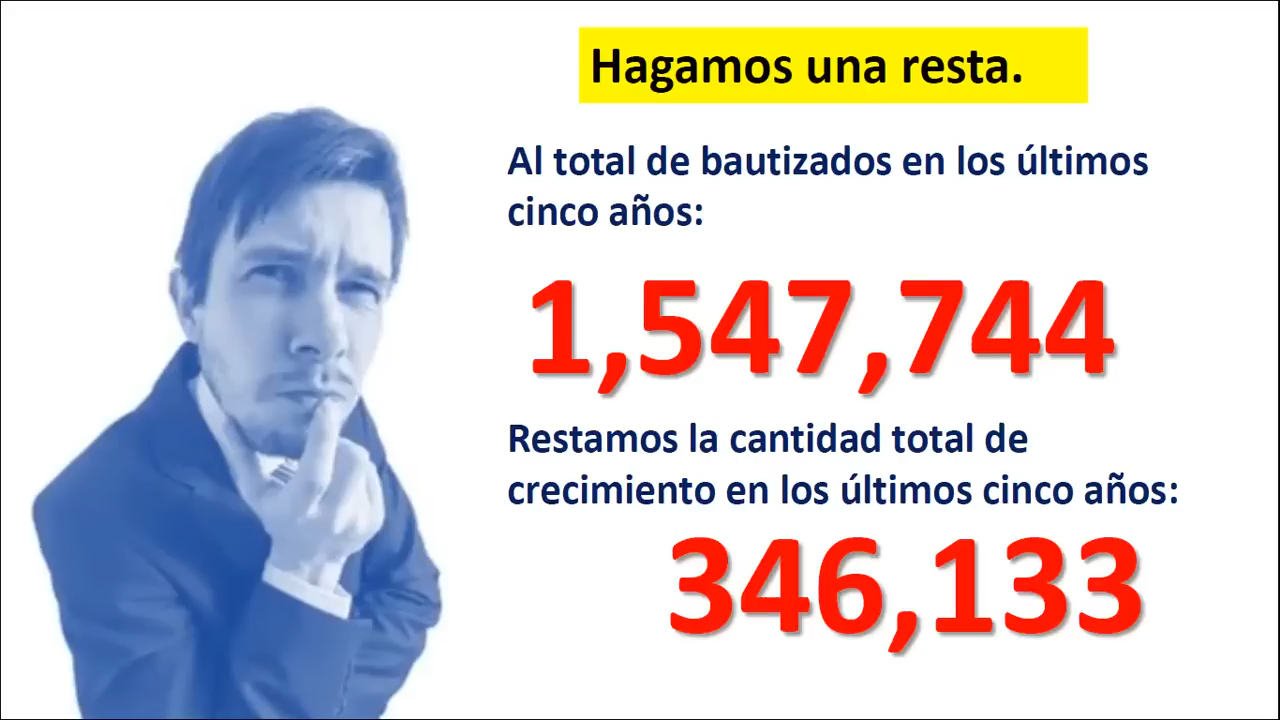 Hagamos una resta.
Al total de bautizados en los últimos
cinco años:
1,547,744
Restamos la cantidad total de
crecimiento en los últimos cinco años:
346,133